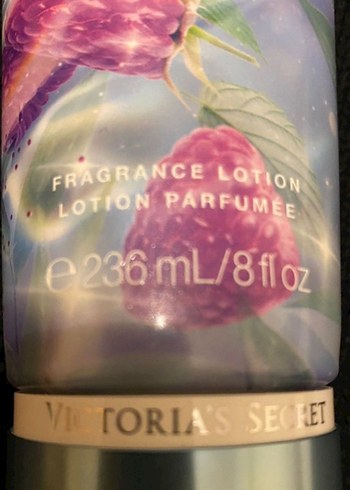 FRAGRANCE LOTION
LOTION PARFUMÉE
℮ 236 mL/8 fl oz
VICTORIA'S SECRET